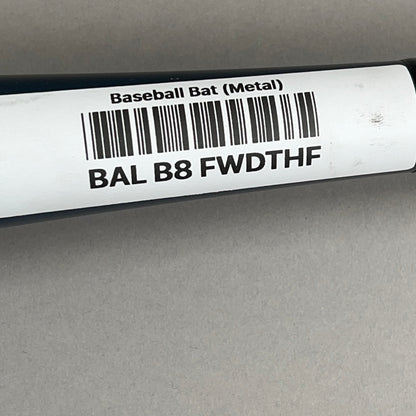 Baseball Bat (Metal)
BAL B8 FWDTHF